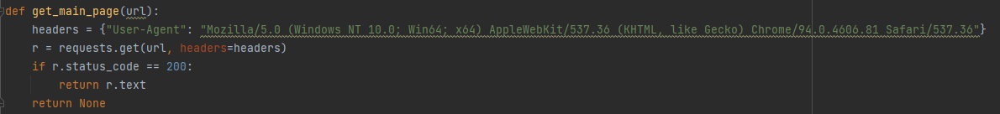 def get_main_page(url):
    headers = {"User-Agent": "Mozilla/5.0 (Windows NT 10.0; Win64; x64) AppleWebKit/537.36 (KHTML, like Gecko) Chrome/94.0.4606.81 Safari/537.36"}
    r = requests.get(url, headers=headers)
    if r.status_code == 200:
        return r.text
    return None